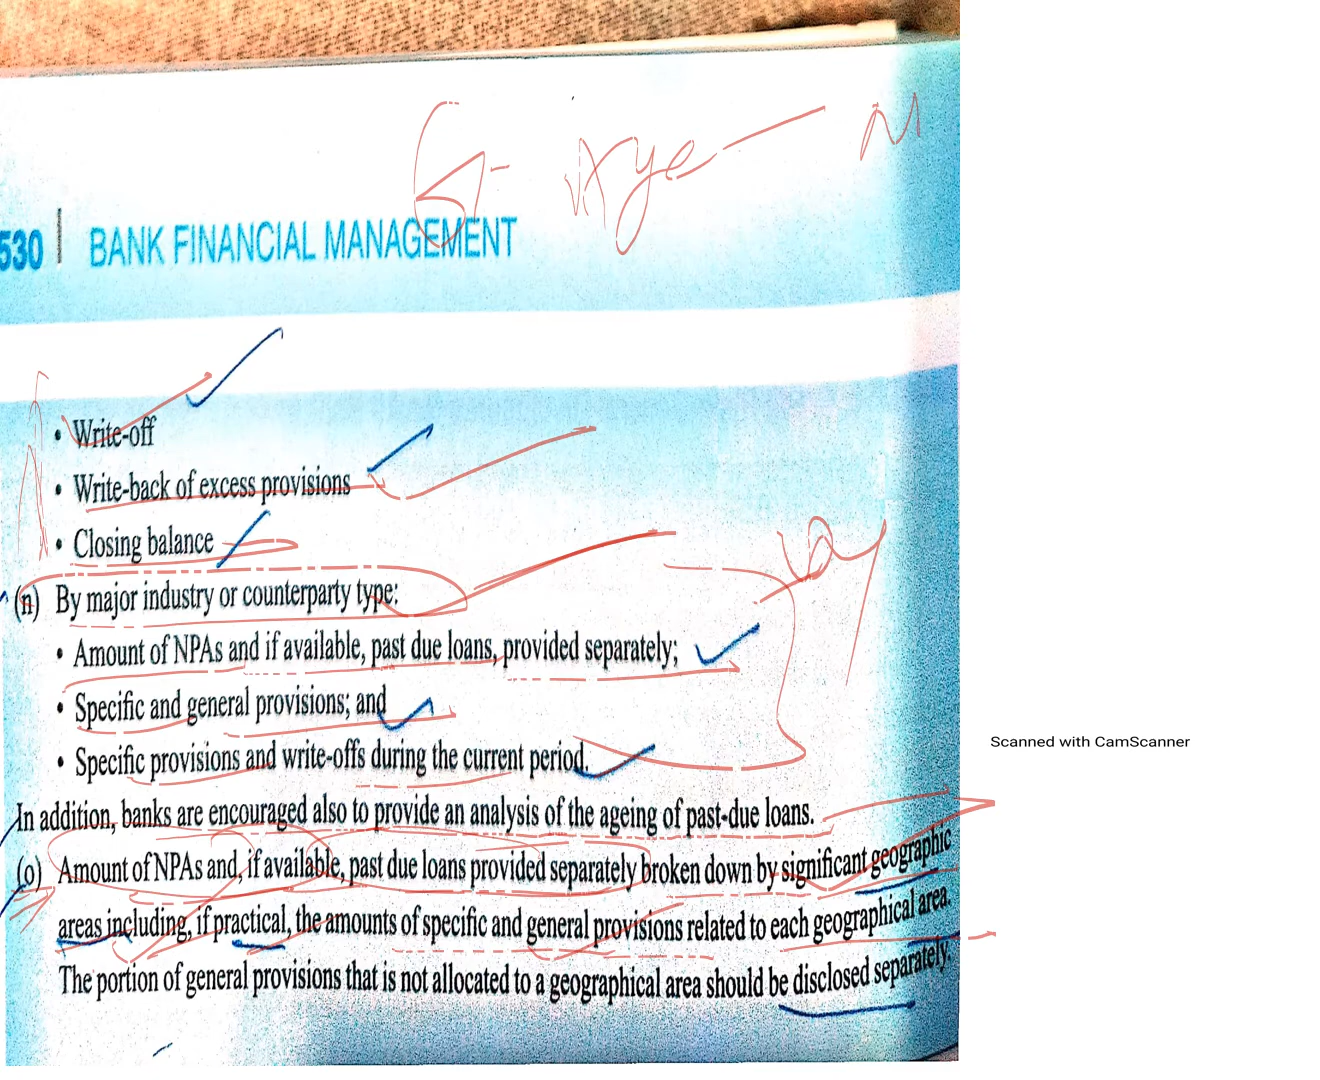 530 | BANK FINANCIAL MANAGEMENT
• Write-off
• Write-back of excess provisions
• Closing balance
(n) By major industry or counterparty type:
• Amount of NPAs and if available, past due loans, provided separately;
• Specific and general provisions; and
• Specific provisions and write-offs during the current period.
In addition, banks are encouraged also to provide an analysis of the ageing of past-due loans.
(o) Amount of NPAs and, if available, past due loans provided separately broken down by significant geographic
areas including, if practical, the amounts of specific and general provisions related to each geographical area.
The portion of general provisions that is not allocated to a geographical area should be disclosed separately.
Scanned with CamScanner